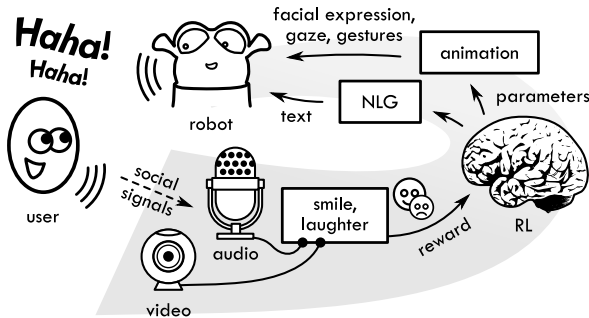 Haha!
Haha!
facial expression,
gaze, gestures
animation
NLG
text
parameters
robot
user
social
signals
audio
video
smile,
laughter
reward
RL